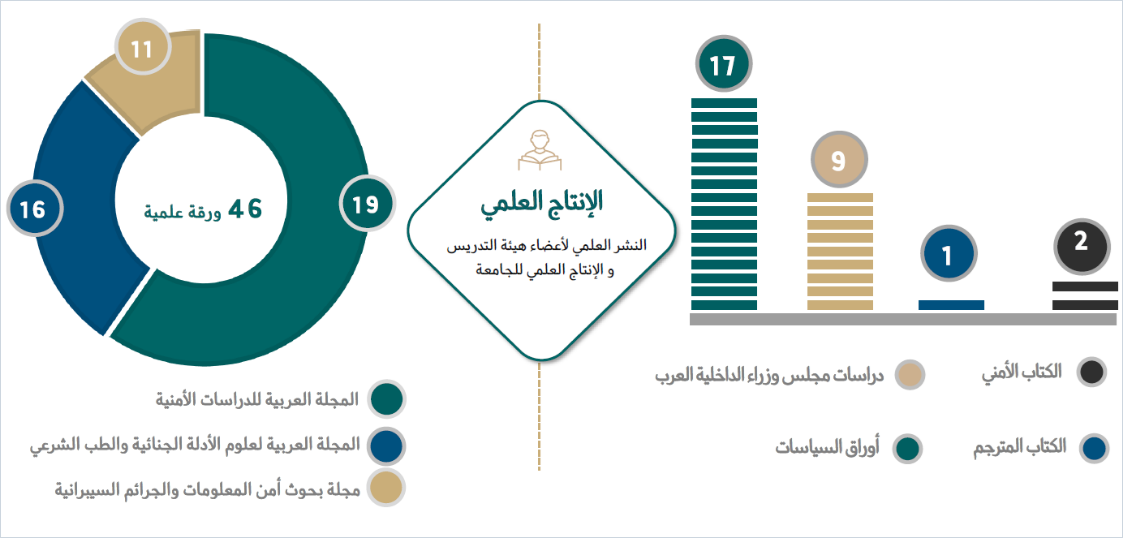 17
9
1
2
الكتاب الأمني
دراسات مجلس وزراء الداخلية العرب
الكتاب المترجم
أوراق السياسات
الإنتاج العلمي
النشر العلمي لأعضاء هيئة التدريس
و الإنتاج العلمي للجامعة
11
16
19
46 ورقة علمية
المجلة العربية للدراسات الأمنية
المجلة العربية لعلوم الأدلة الجنائية والطب الشرعي
مجلة بحوث أمن المعلومات والجرائم السيبرانية